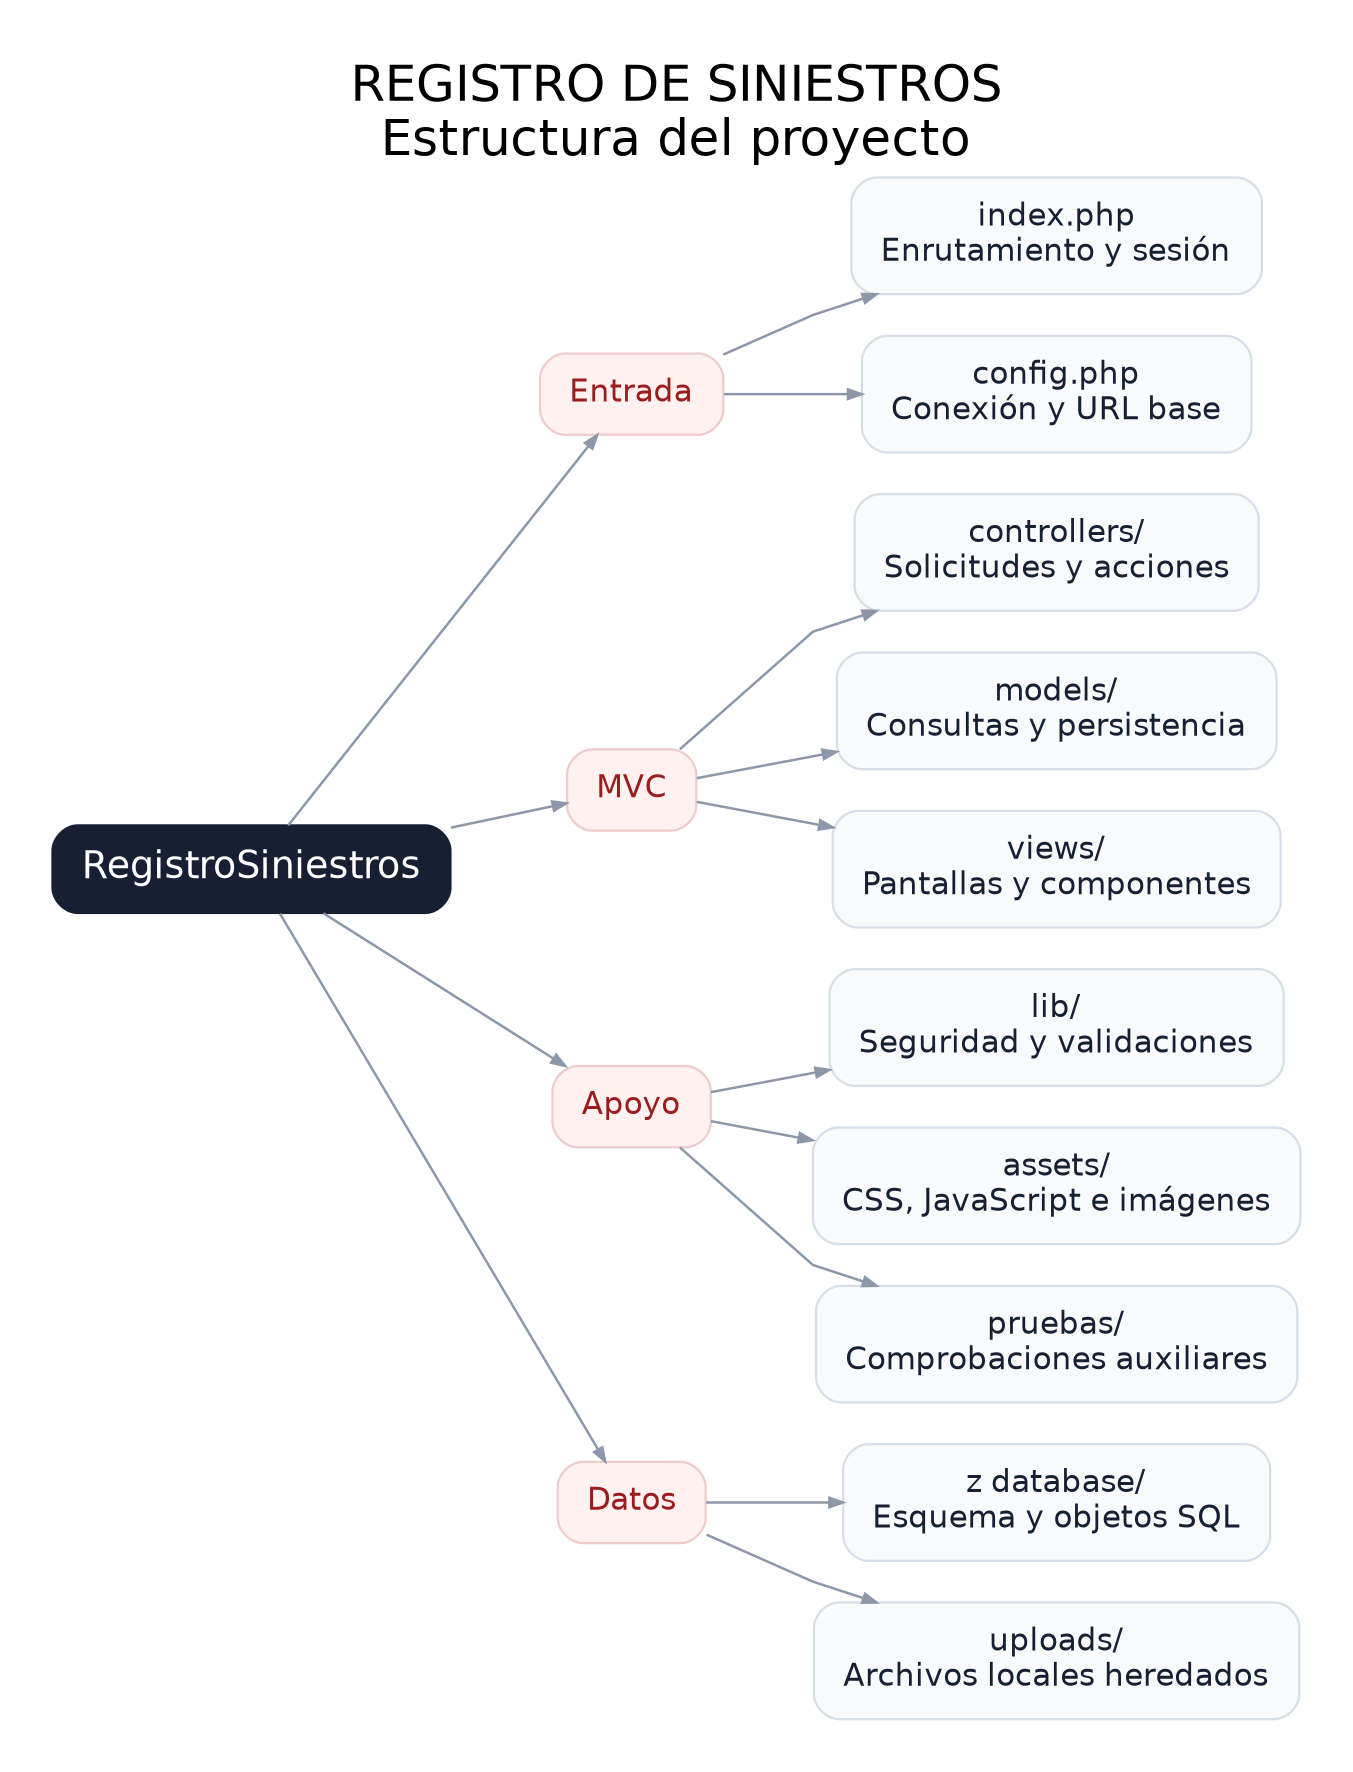 REGISTRO DE SINIESTROS
Estructura del proyecto
index.php
Enrutamiento y sesión
Entrada
config.php
Conexión y URL base
controllers/
Solicitudes y acciones
models/
Consultas y persistencia
MVC
views/
Pantallas y componentes
RegistroSiniestros
lib/
Seguridad y validaciones
Apoyo
assets/
CSS, JavaScript e imágenes
pruebas/
Comprobaciones auxiliares
z database/
Esquema y objetos SQL
Datos
uploads/
Archivos locales heredados